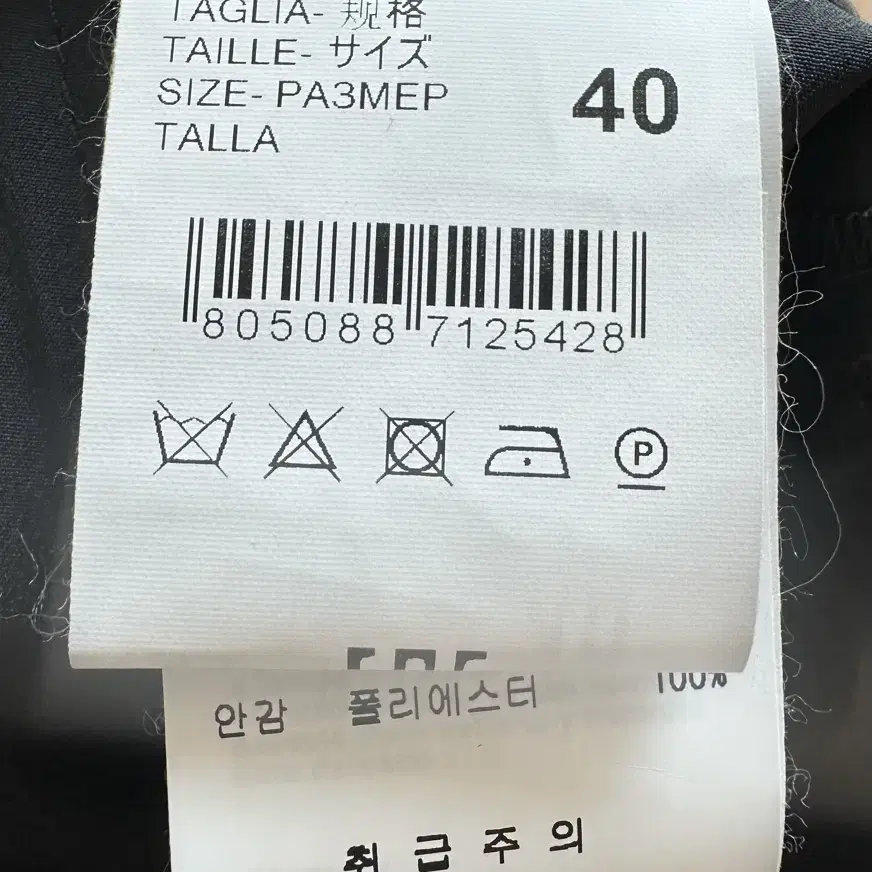 TAGLIA- 规格
TAILLE- サイズ
SIZE- РАЗМЕР
TALLA
40
805088 7125428
P
안감 폴리에스터 100%
취급주의